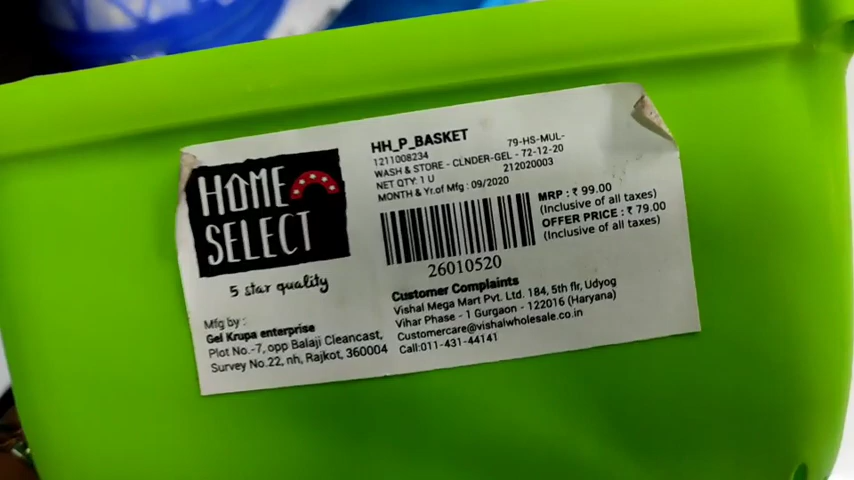 HOME
SELECT
5 star quality
Mfg by :
Gel Krupa enterprise
Plot No.-7, opp Balaji Cleancast,
Survey No.22, nh, Rajkot, 360004
HH_P_BASKET
1211008234 79-HS-MUL-
WASH & STORE - CLNDER-GEL - 72-12-20
NET QTY: 1 U 212020003
MONTH & Yr.of Mfg : 09/2020
26010520
MRP : ₹ 99.00
(Inclusive of all taxes)
OFFER PRICE : ₹ 79.00
(Inclusive of all taxes)
Customer Complaints
Vishal Mega Mart Pvt. Ltd. 184, 5th flr, Udyog
Vihar Phase - 1 Gurgaon - 122016 (Haryana)
Customercare@vishalwholesale.co.in
Call:011-431-44141